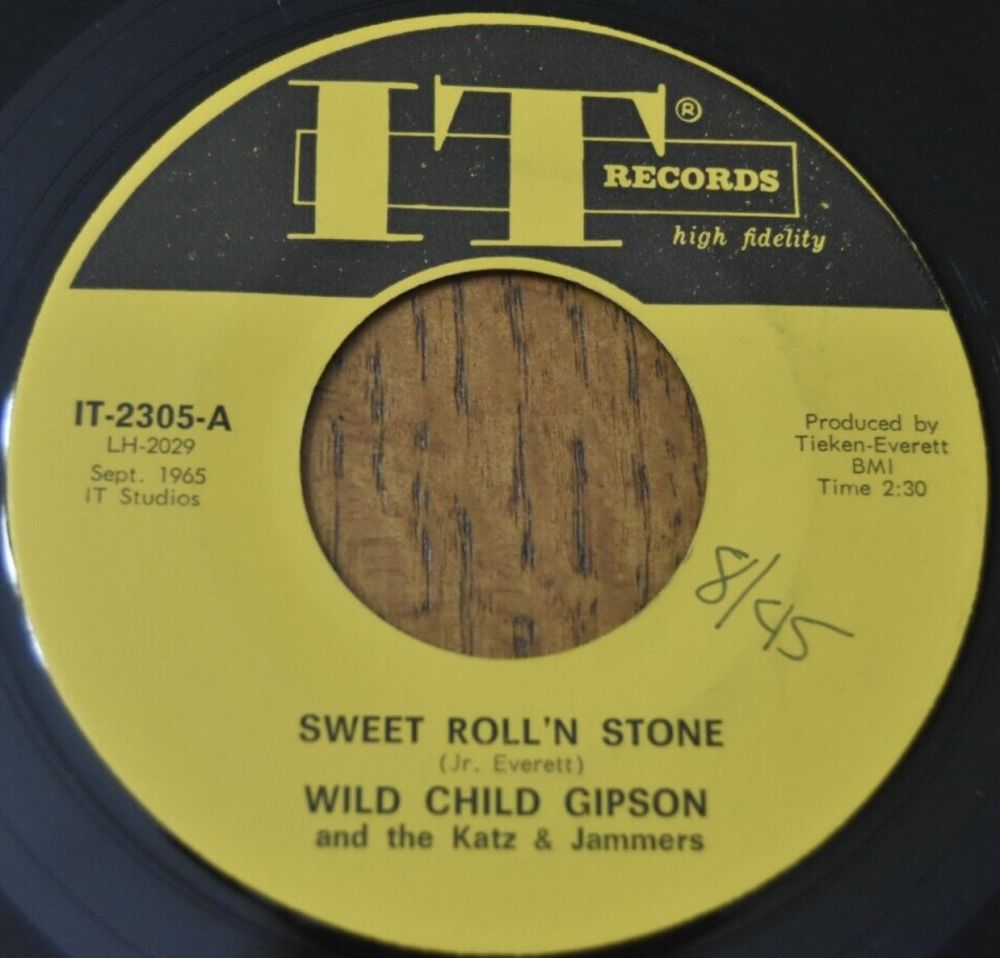 IT ®
RECORDS
high fidelity
IT-2305-A
LH-2029
Sept. 1965
IT Studios
Produced by
Tieken-Everett
BMI
Time 2:30
8/45
SWEET ROLL'N STONE
(Jr. Everett)
WILD CHILD GIPSON
and the Katz & Jammers